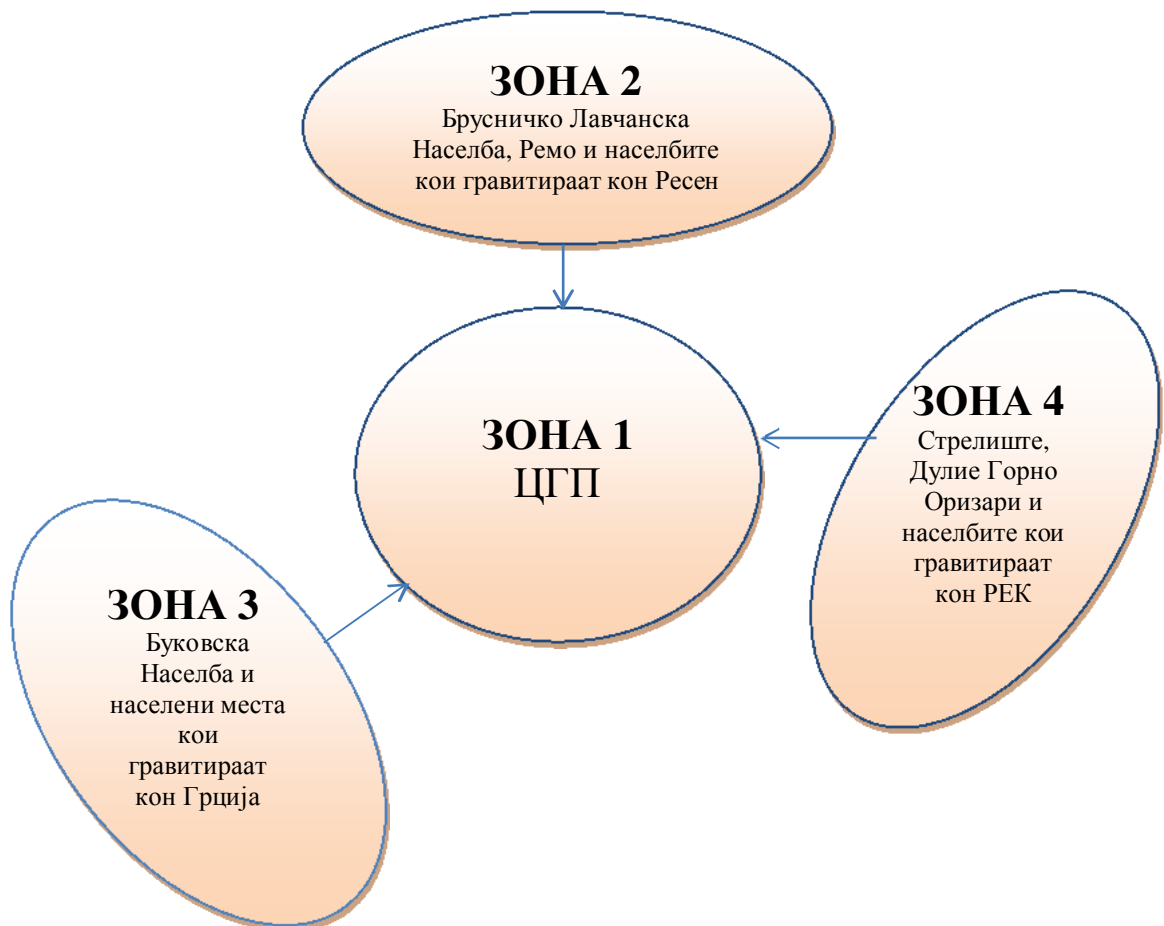 ЗОНА 2
Брусничко Лавчанска
Населба, Ремо и населбите
кои гравитираат кон Ресен
ЗОНА 1
ЦГП
ЗОНА 4
Стрелиште,
Дулие Горно
Оризари и
населбите кои
гравитираат
кон РЕК
ЗОНА 3
Буковска
Населба и
населени места
кои
гравитираат
кон Грција